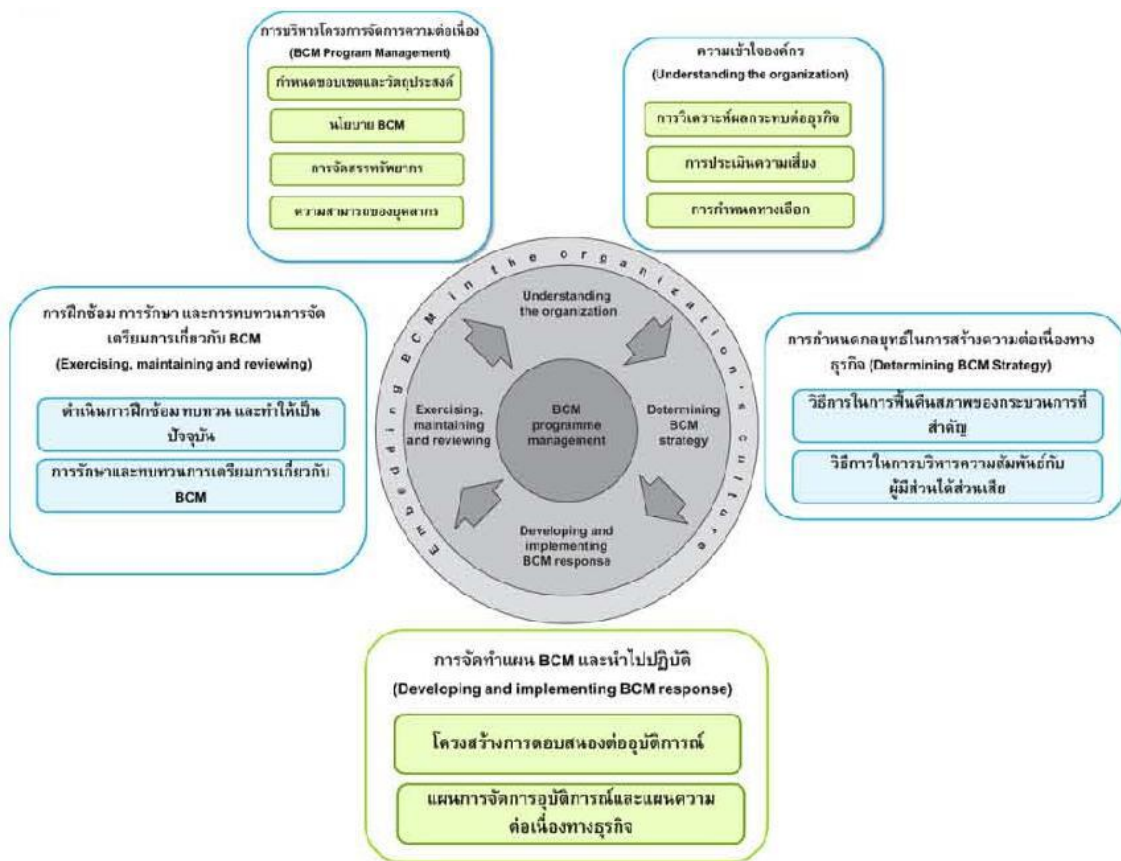 การบริหารโครงการจัดการความต่อเนื่อง
(BCM Program Management)
กำหนดขอบเขตและวัตถุประสงค์
นโยบาย BCM
การจัดสรรทรัพยากร
ความสามารถของบุคลากร
ความเข้าใจองค์กร
(Understanding the organization)
การวิเคราะห์ผลกระทบต่อธุรกิจ
การประเมินความเสี่ยง
การกำหนดทางเลือก
การฝึกซ้อม การรักษา และการทบทวนการจัด
เตรียมการเกี่ยวกับ BCM
(Exercising, maintaining and reviewing)
ดำเนินการฝึกซ้อม ทบทวน และทำให้เป็น
ปัจจุบัน
การรักษาและทบทวนการเตรียมการเกี่ยวกับ
BCM
Embedding BCM in the organization's culture
Understanding
the organization
Exercising,
maintaining
and reviewing
BCM
programme
management
Determining
BCM
strategy
Developing and
implementing
BCM response
การกำหนดกลยุทธ์ในการสร้างความต่อเนื่องทาง
ธุรกิจ (Determining BCM Strategy)
วิธีการในการฟื้นคืนสภาพของกระบวนการที่
สำคัญ
วิธีการในการบริหารความสัมพันธ์กับ
ผู้มีส่วนได้ส่วนเสีย
การจัดทำแผน BCM และนำไปปฏิบัติ
(Developing and implementing BCM response)
โครงสร้างการตอบสนองต่ออุบัติการณ์
แผนการจัดการอุบัติการณ์และแผนความ
ต่อเนื่องทางธุรกิจ